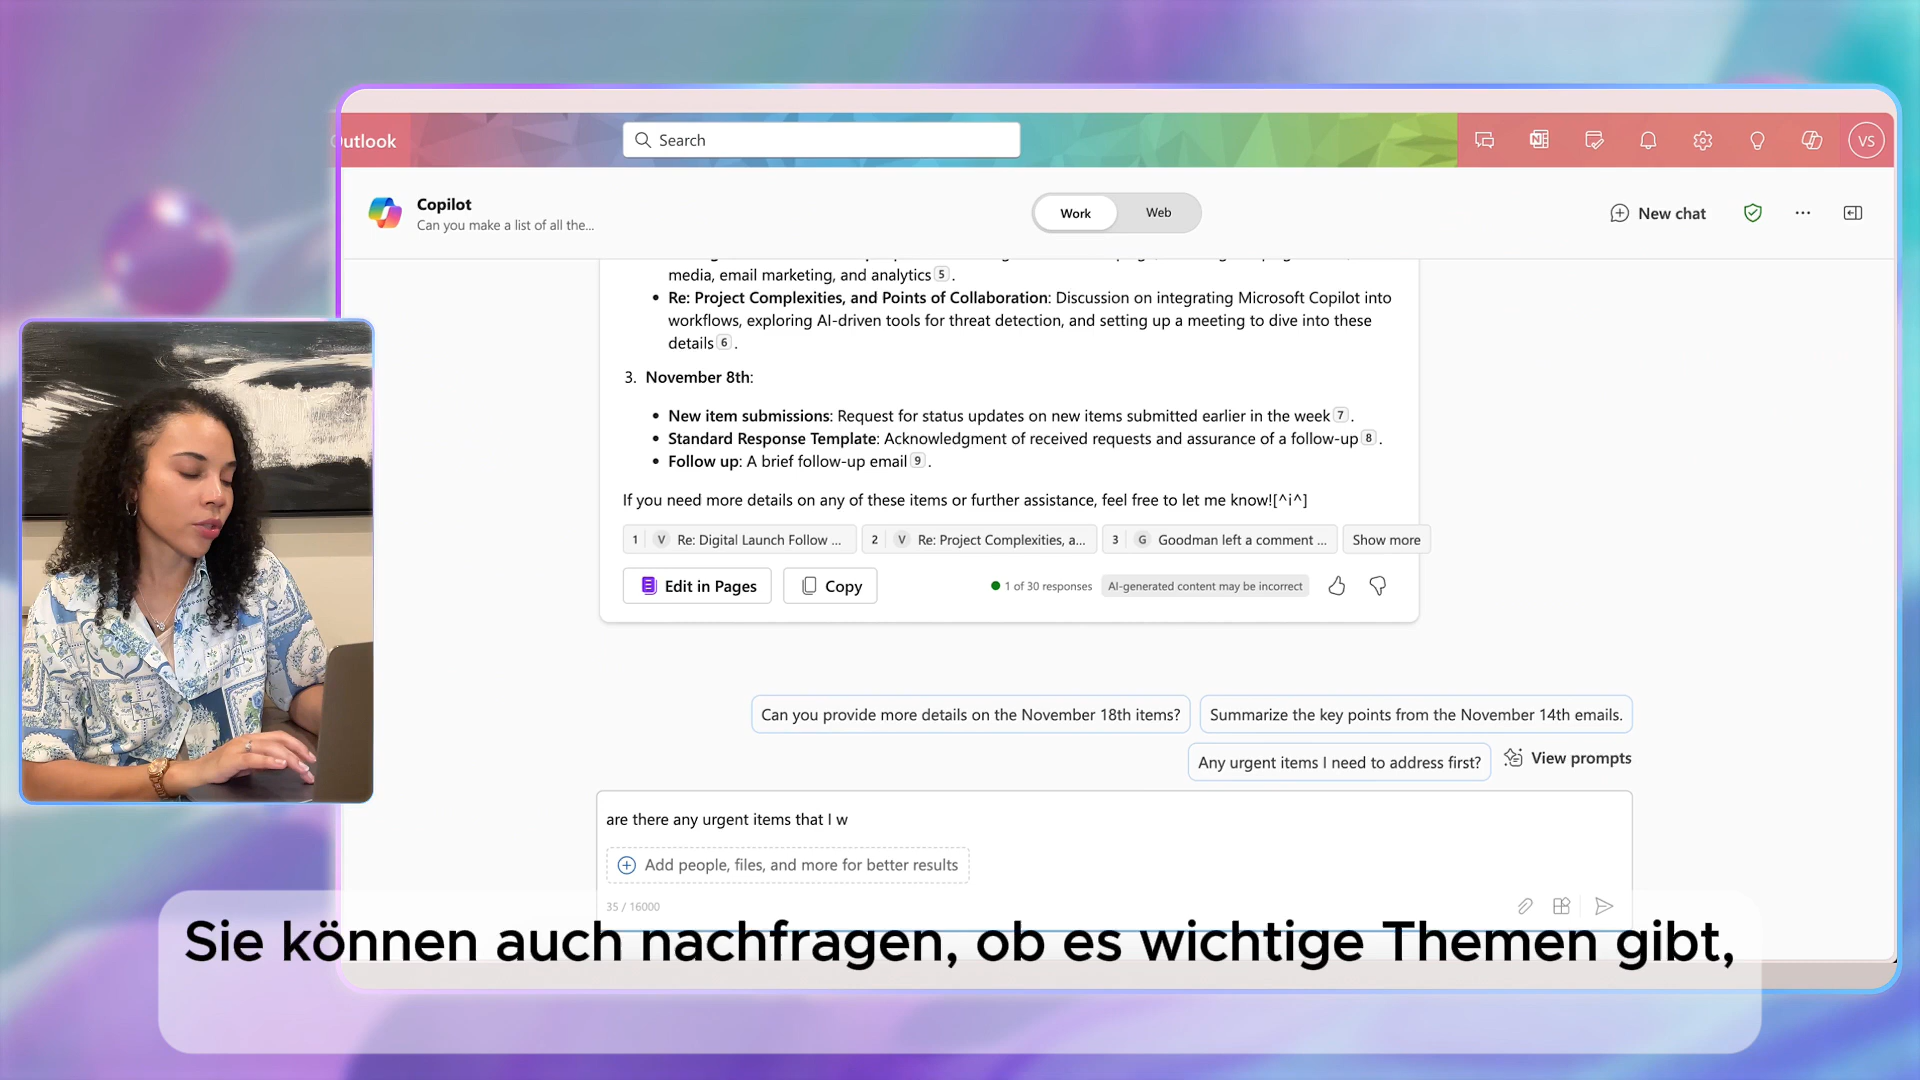 Outlook
Search
VS
Copilot
Can you make a list of all the...
Work
Web
New chat
media, email marketing, and analytics 5 .
• Re: Project Complexities, and Points of Collaboration: Discussion on integrating Microsoft Copilot into
workflows, exploring AI-driven tools for threat detection, and setting up a meeting to dive into these
details 6 .
3. November 8th:
• New item submissions: Request for status updates on new items submitted earlier in the week 7 .
• Standard Response Template: Acknowledgment of received requests and assurance of a follow-up 8 .
• Follow up: A brief follow-up email 9 .
If you need more details on any of these items or further assistance, feel free to let me know![^i^]
1 V Re: Digital Launch Follow ...
2 V Re: Project Complexities, a...
3 G Goodman left a comment ...
Show more
Edit in Pages
Copy
1 of 30 responses
AI-generated content may be incorrect
Can you provide more details on the November 18th items?
Summarize the key points from the November 14th emails.
Any urgent items I need to address first?
View prompts
are there any urgent items that I w
Add people, files, and more for better results
35 / 16000
Sie können auch nachfragen, ob es wichtige Themen gibt,